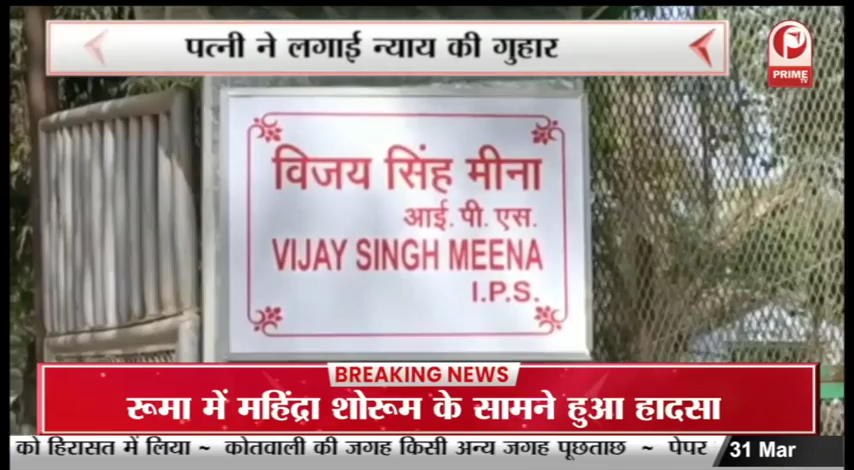 पत्नी ने लगाई न्याय की गुहार
PRIME
TV
विजय सिंह मीना
आई. पी. एस.
VIJAY SINGH MEENA
I.P.S.
BREAKING NEWS
रूमा में महिंद्रा शोरूम के सामने हुआ हादसा
को हिरासत में लिया ~ कोतवाली की जगह किसी अन्य जगह पूछताछ ~ पेपर
31 Mar